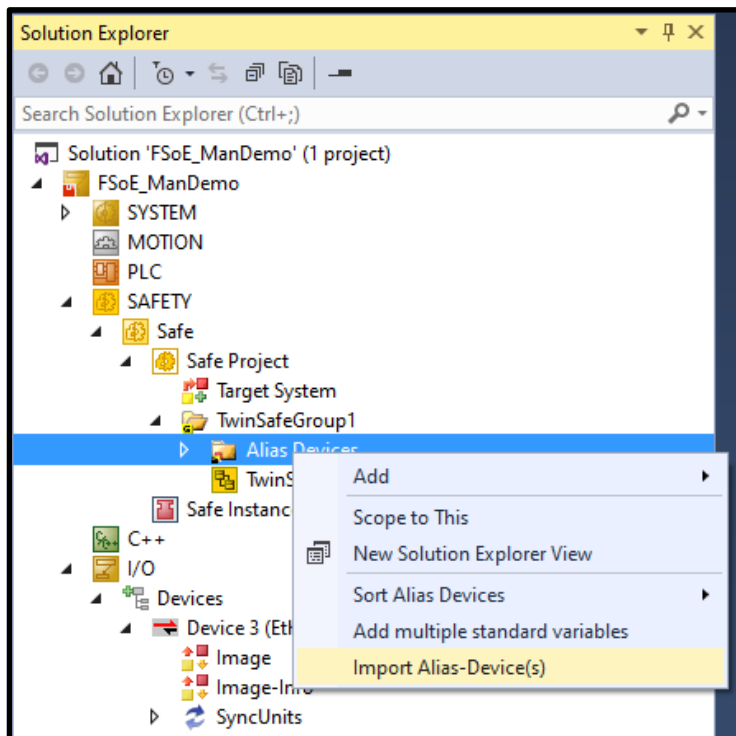 Solution Explorer
Search Solution Explorer (Ctrl+;)
Solution 'FSoE_ManDemo' (1 project)
FSoE_ManDemo
SYSTEM
MOTION
PLC
SAFETY
Safe
Safe Project
Target System
TwinSafeGroup1
Alias Devices
TwinS
Add
Scope to This
Safe Instanc
New Solution Explorer View
C++
I/O
Sort Alias Devices
Devices
Add multiple standard variables
Device 3 (Eth
Image
Import Alias-Device(s)
Image-Info
SyncUnits